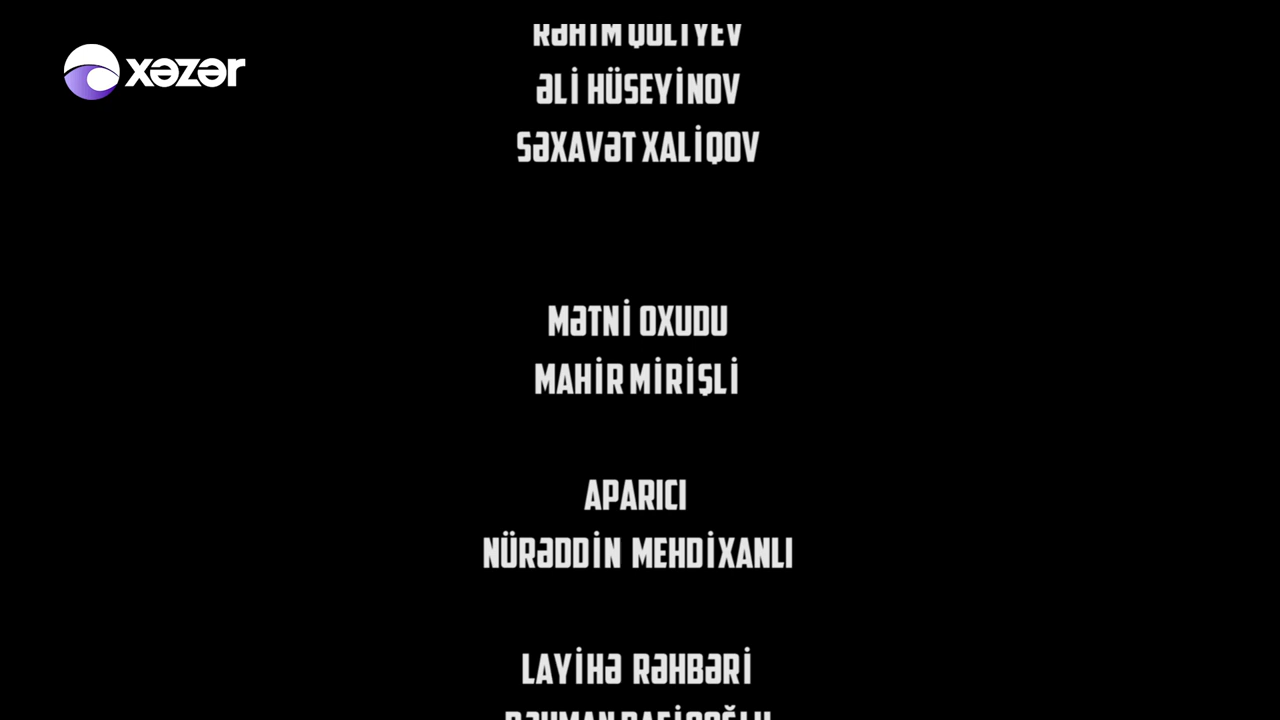 xəzər
RƏHİM QULİYEV
ƏLİ HÜSEYİNOV
SƏXAVƏT XALİQOV
MƏTNİ OXUDU
MAHİR MİRİŞLİ
APARICI
NÜRƏDDİN MEHDİXANLI
LAYİHƏ RƏHBƏRİ